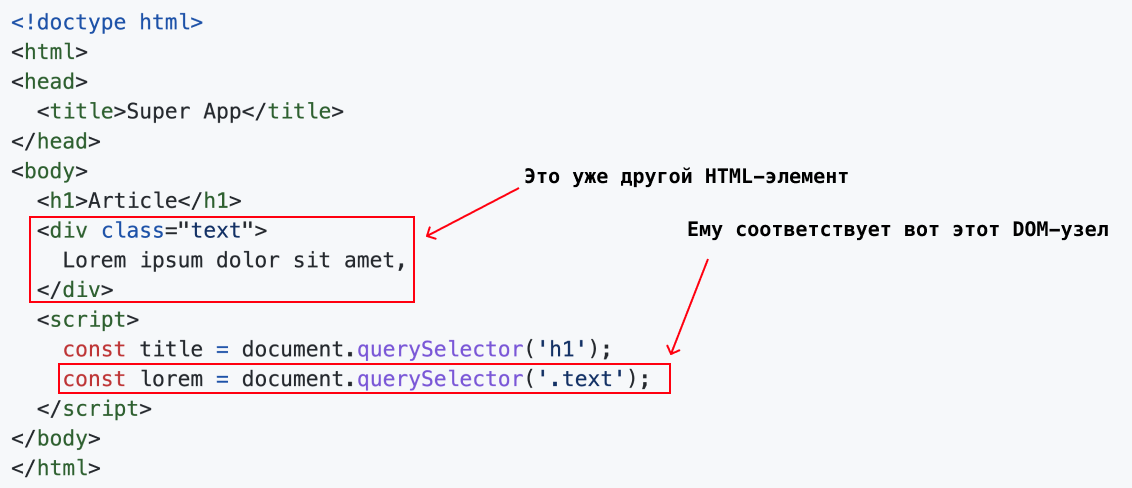 <!doctype html>
<html>
<head>
  <title>Super App</title>
</head>
<body>
Это уже другой HTML-элемент
  <h1>Article</h1>
  <div class="text">
Ему соответствует вот этот DOM-узел
    Lorem ipsum dolor sit amet,
  </div>
  <script>
    const title = document.querySelector('h1');
    const lorem = document.querySelector('.text');
  </script>
</body>
</html>